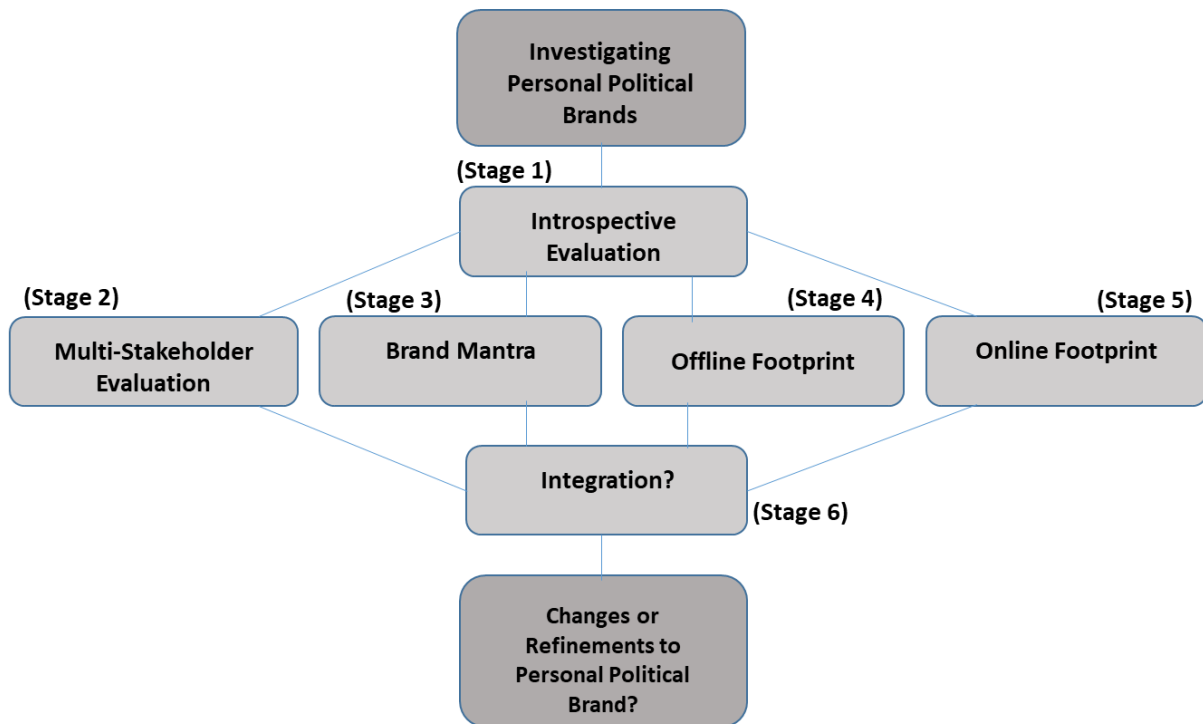 Investigating
Personal Political
Brands
(Stage 1)
Introspective
Evaluation
(Stage 2)
Multi-Stakeholder
Evaluation
(Stage 3)
Brand Mantra
(Stage 4)
Offline Footprint
(Stage 5)
Online Footprint
Integration?
(Stage 6)
Changes or
Refinements to
Personal Political
Brand?